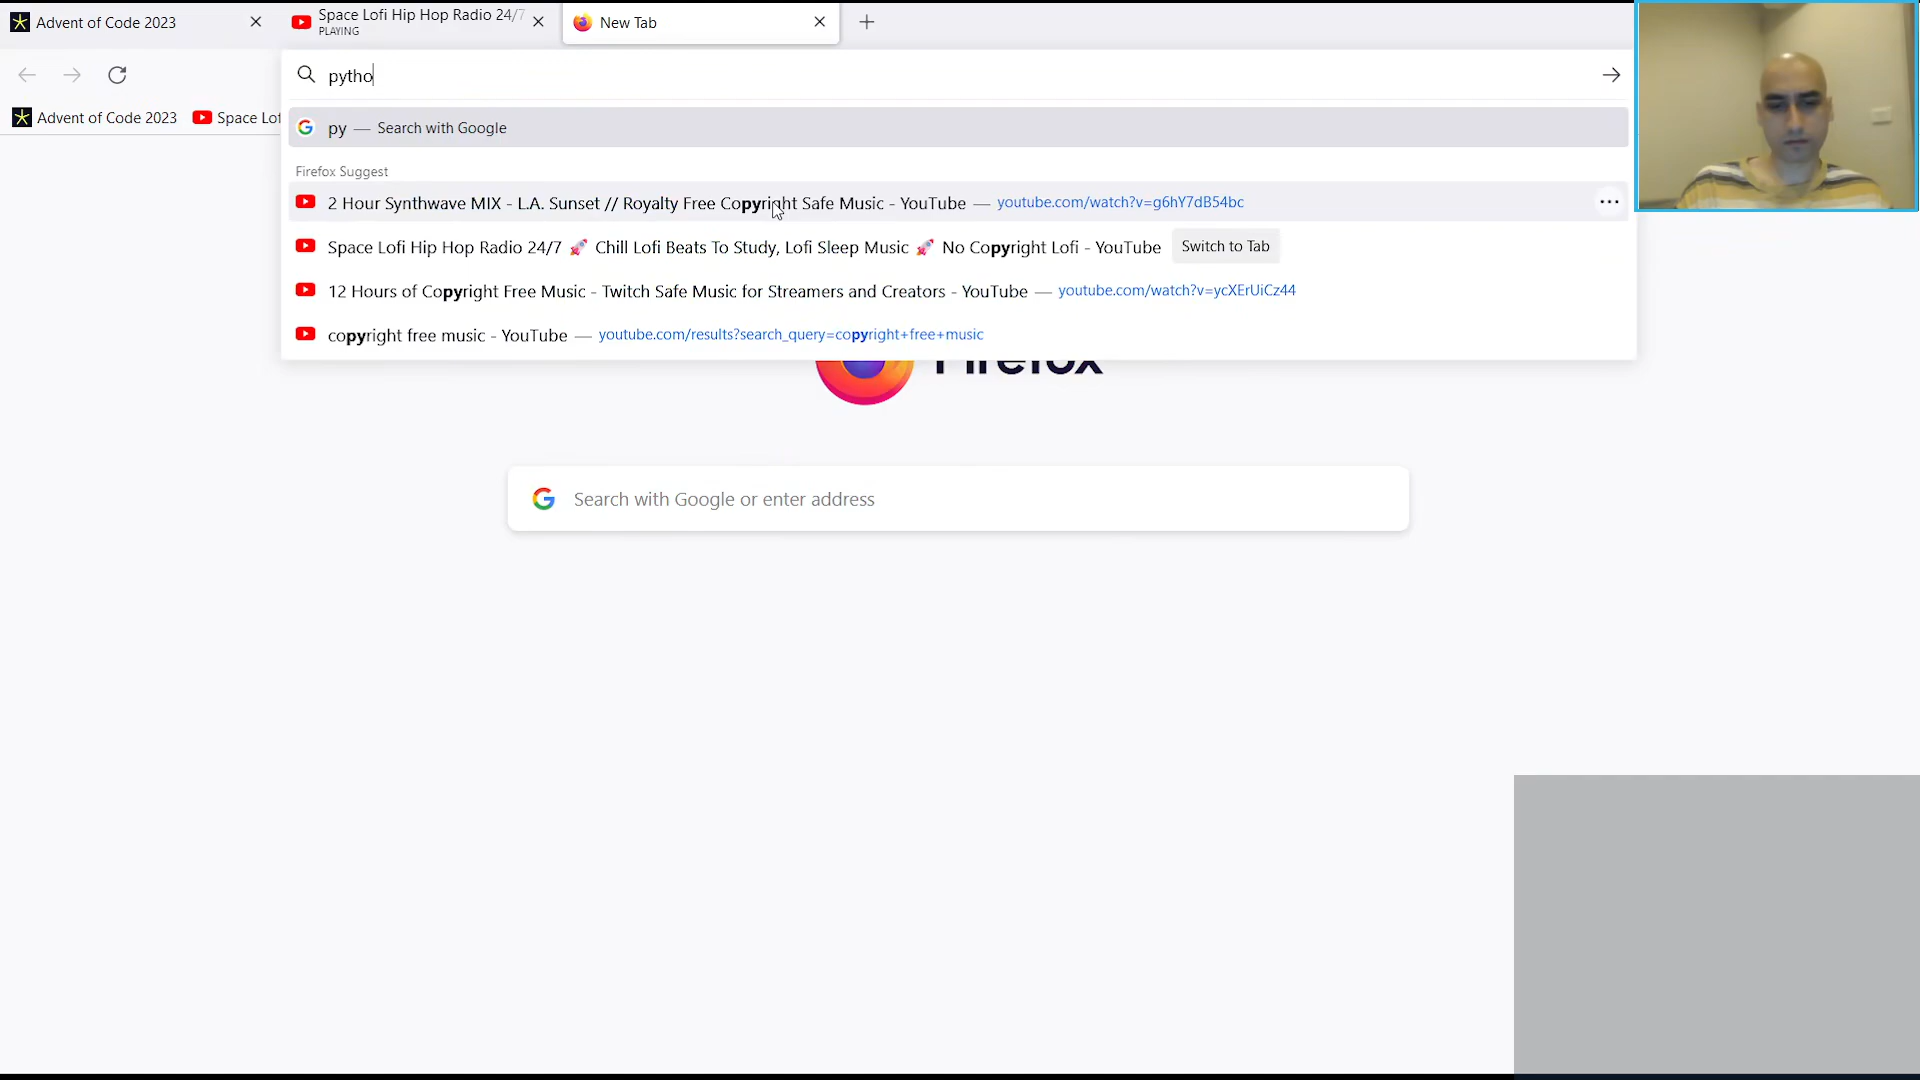 Advent of Code 2023
Space Lofi Hip Hop Radio 24/7
PLAYING
New Tab
pytho
Advent of Code 2023
Space Lof
py — Search with Google
Firefox Suggest
2 Hour Synthwave MIX - L.A. Sunset // Royalty Free Copyright Safe Music - YouTube — youtube.com/watch?v=g6hY7dB54bc
Space Lofi Hip Hop Radio 24/7 🚀 Chill Lofi Beats To Study, Lofi Sleep Music 🚀 No Copyright Lofi - YouTube Switch to Tab
12 Hours of Copyright Free Music - Twitch Safe Music for Streamers and Creators - YouTube — youtube.com/watch?v=ycXErUiCz44
copyright free music - YouTube — youtube.com/results?search_query=copyright+free+music
Firefox
Search with Google or enter address